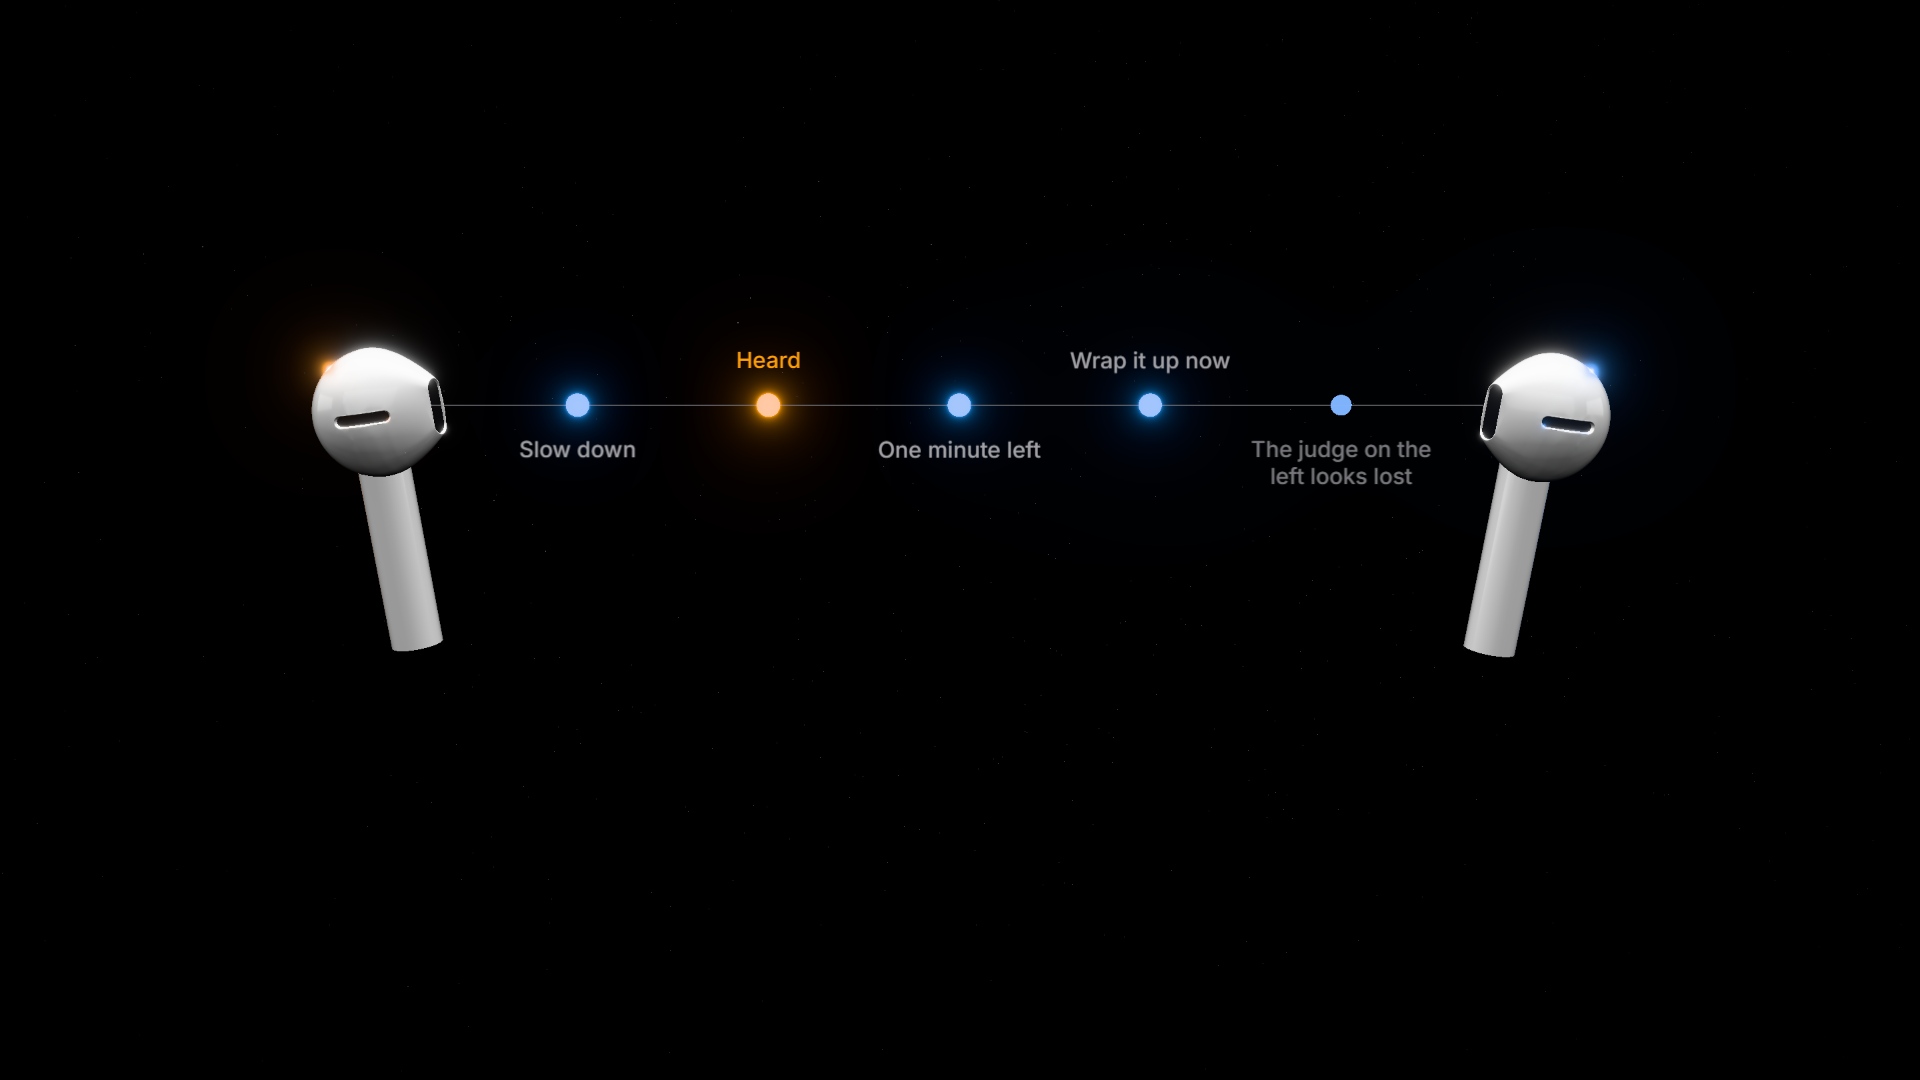 Heard
Wrap it up now
Slow down
One minute left
The judge on the
left looks lost